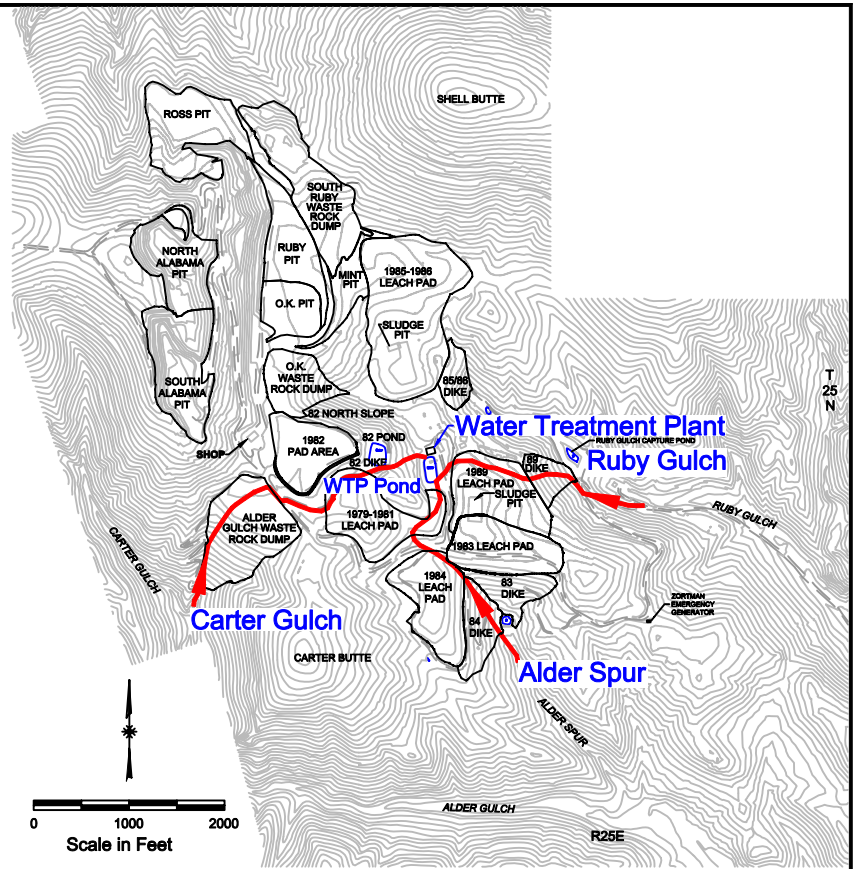 SHELL BUTTE
ROSS PIT
SOUTH
RUBY
WASTE
ROCK
DUMP
NORTH
ALABAMA
PIT
RUBY
PIT
MINT
PIT
1985-1986
LEACH PAD
O.K. PIT
SLUDGE
PIT
SOUTH
ALABAMA
PIT
O.K.
WASTE
ROCK DUMP
85/86
DIKE
T
25
N
82 NORTH SLOPE
SHOP
1982
PAD AREA
82 POND
82 DIKE
Water Treatment Plant
RUBY GULCH CAPTURE POND
Ruby Gulch
WTP Pond
89
DIKE
1989
LEACH PAD
SLUDGE
PIT
ALDER
GULCH WASTE
ROCK DUMP
1979-1981
LEACH PAD
RUBY GULCH
CARTER GULCH
1983 LEACH PAD
1984
LEACH
PAD
83
DIKE
84
DIKE
ZORTMAN
EMERGENCY
GENERATOR
Carter Gulch
CARTER BUTTE
Alder Spur
ALDER SPUR
ALDER GULCH
R25E
0 1000 2000
Scale in Feet